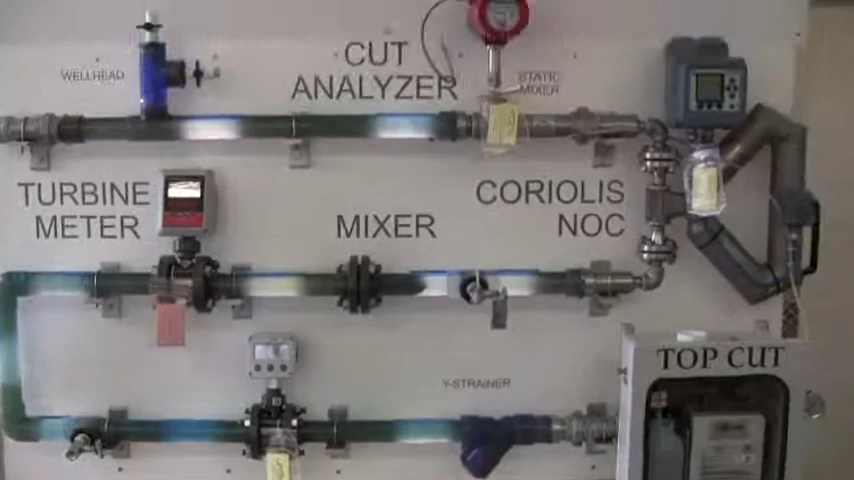 WELLHEAD
CUT
ANALYZER
STATIC
MIXER
TURBINE
METER
MIXER
CORIOLIS
NOC
Y-STRAINER
TOP CUT